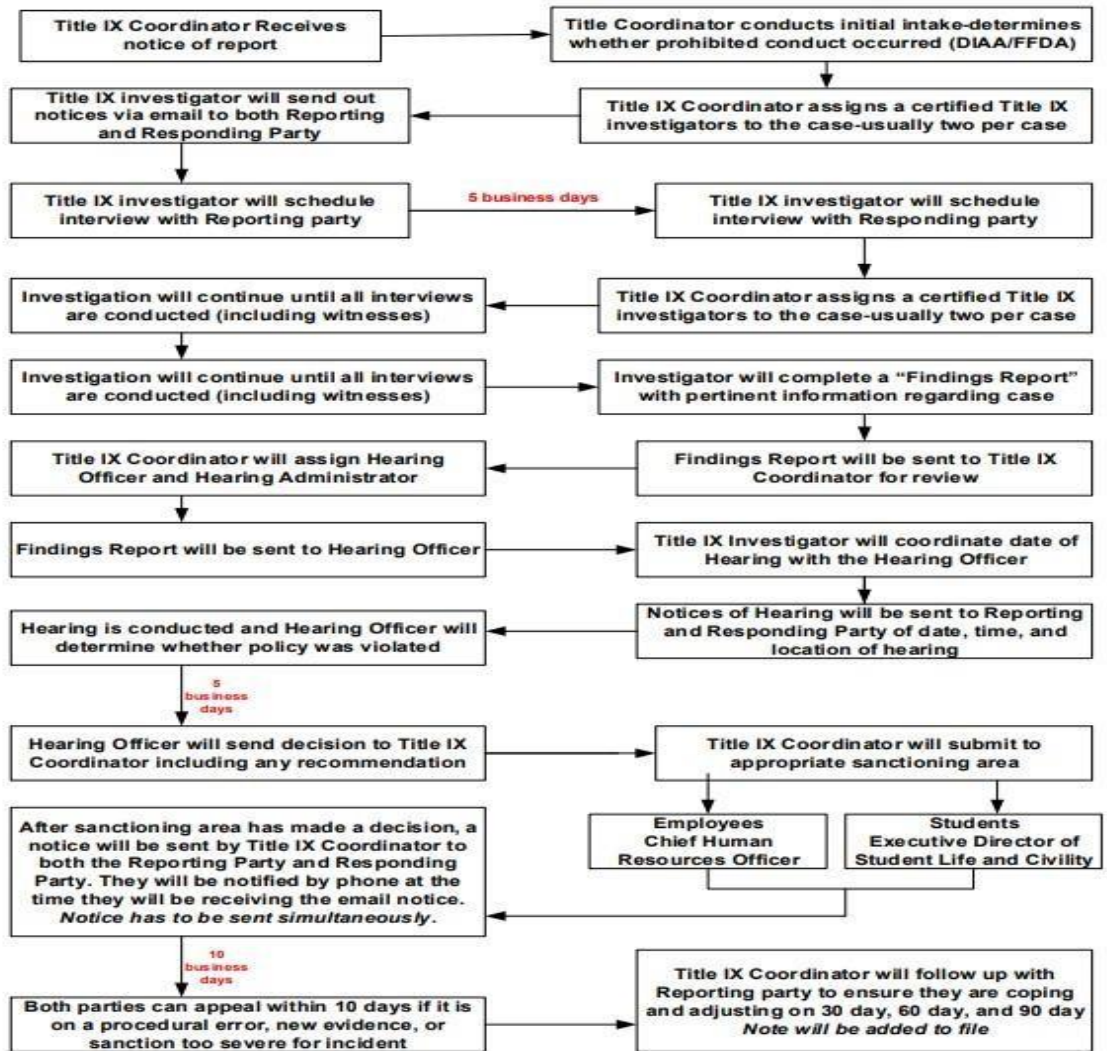 Title IX Coordinator Receives
notice of report
Title Coordinator conducts initial intake-determines
whether prohibited conduct occurred (DIAA/FFDA)
Title IX Coordinator assigns a certified Title IX
investigators to the case-usually two per case
Title IX investigator will send out
notices via email to both Reporting
and Responding Party
Title IX investigator will schedule
interview with Reporting party
5 business days
Title IX investigator will schedule
interview with Responding party
Title IX Coordinator assigns a certified Title IX
investigators to the case-usually two per case
Investigation will continue until all interviews
are conducted (including witnesses)
Investigation will continue until all interviews
are conducted (including witnesses)
Investigator will complete a “Findings Report”
with pertinent information regarding case
Findings Report will be sent to Title IX
Coordinator for review
Title IX Coordinator will assign Hearing
Officer and Hearing Administrator
Findings Report will be sent to Hearing Officer
Title IX Investigator will coordinate date of
Hearing with the Hearing Officer
Notices of Hearing will be sent to Reporting
and Responding Party of date, time, and
location of hearing
Hearing is conducted and Hearing Officer will
determine whether policy was violated
5
business
days
Hearing Officer will send decision to Title IX
Coordinator including any recommendation
Title IX Coordinator will submit to
appropriate sanctioning area
Employees
Chief Human
Resources Officer
Students
Executive Director of
Student Life and Civility
After sanctioning area has made a decision, a
notice will be sent by Title IX Coordinator to
both the Reporting Party and Responding
Party. They will be notified by phone at the
time they will be receiving the email notice.
Notice has to be sent simultaneously.
10
business
days
Both parties can appeal within 10 days if it is
on a procedural error, new evidence, or
sanction too severe for incident
Title IX Coordinator will follow up with
Reporting party to ensure they are coping
and adjusting on 30 day, 60 day, and 90 day
Note will be added to file